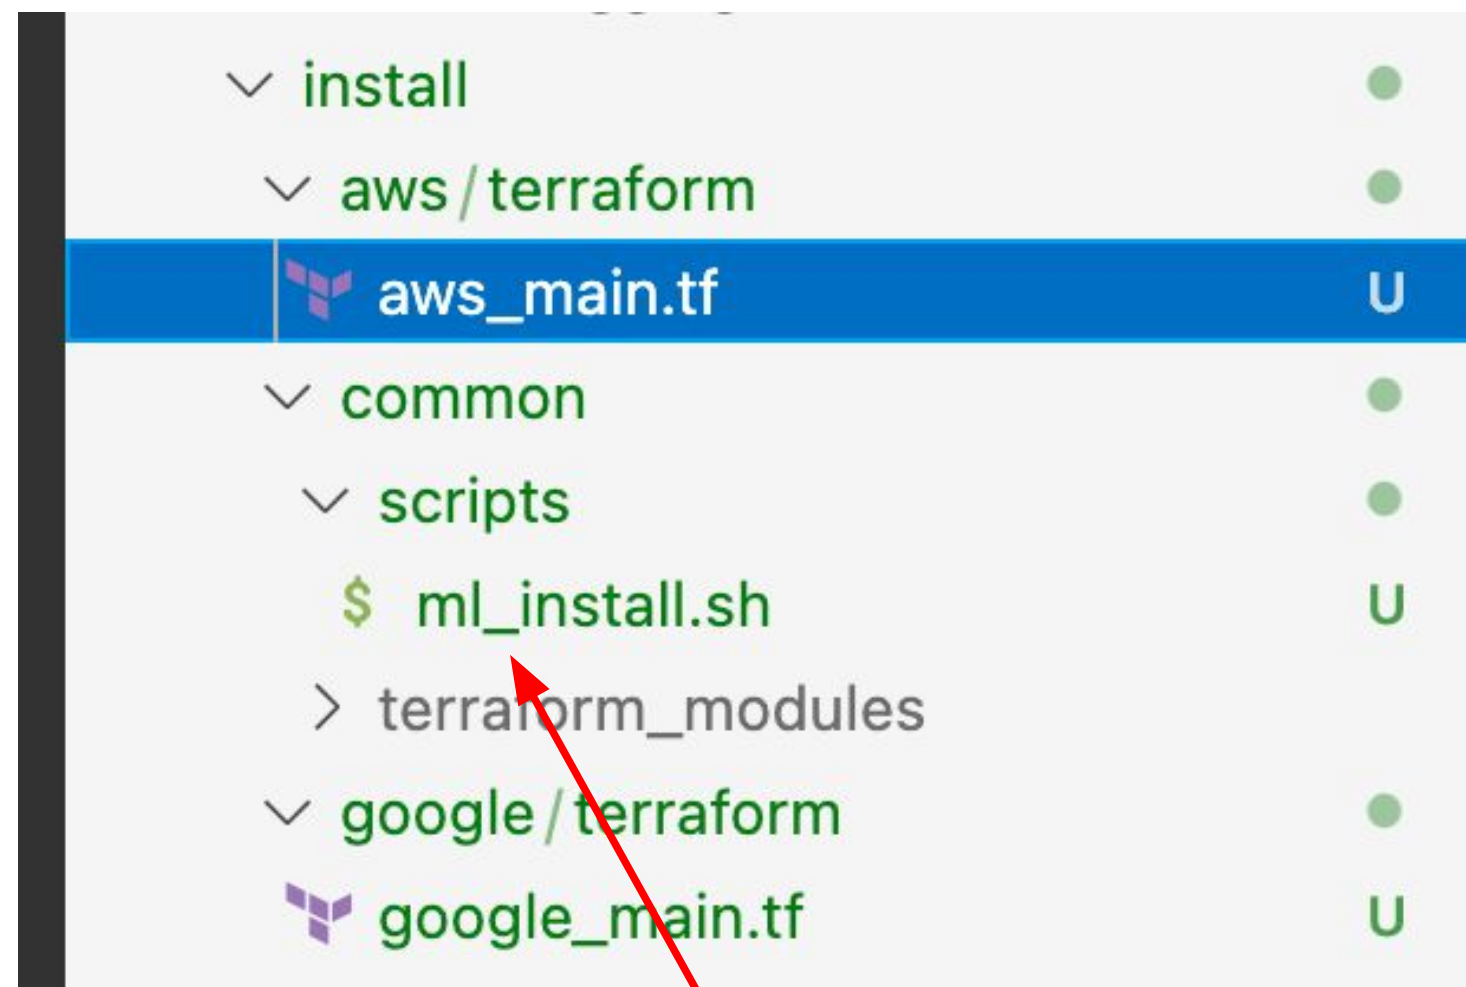 install
aws/terraform
aws_main.tf U
common
scripts
$ ml_install.sh U
terraform_modules
google/terraform
google_main.tf U